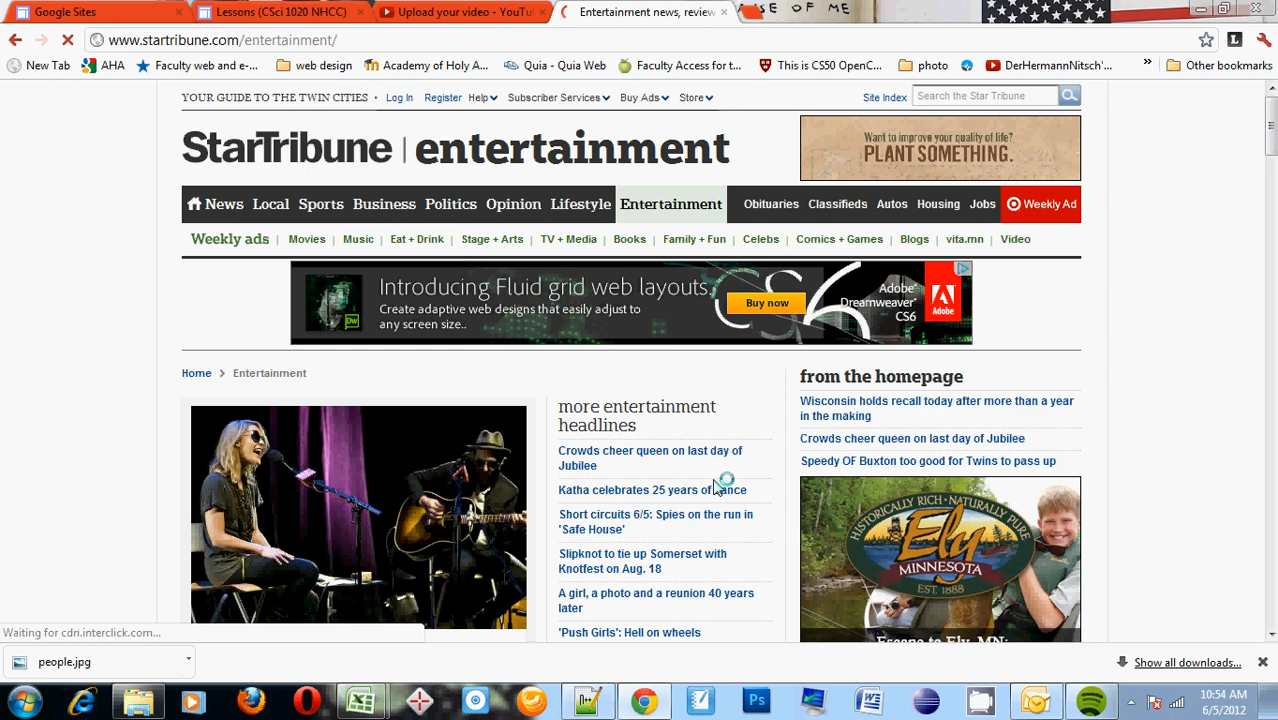 Google Sites
Lessons (CSci 1020 NHCC)
Upload your video - YouTu
Entertainment news, review
SE OF ME
www.startribune.com/entertainment/
New Tab
AHA
Faculty web and e-...
web design
Academy of Holy A...
Quia - Quia Web
Faculty Access for t...
This is CS50 OpenC...
photo
DerHermannNitsch'...
»
Other bookmarks
YOUR GUIDE TO THE TWIN CITIES • Log In Register Help Subscriber Services Buy Ads Store
Site Index
Search the Star Tribune
StarTribune | entertainment
Want to improve your quality of life?
PLANT SOMETHING.
News Local Sports Business Politics Opinion Lifestyle Entertainment Obituaries Classifieds Autos Housing Jobs Weekly Ad
Weekly ads | Movies | Music | Eat + Drink | Stage + Arts | TV + Media | Books | Family + Fun | Celebs | Comics + Games | Blogs | vita.mn | Video
Introducing Fluid grid web layouts.
Create adaptive web designs that easily adjust to
any screen size..
Dw
CS6
Buy now
Adobe®
Dreamweaver®
CS6
Adobe
Home > Entertainment
more entertainment
headlines
Crowds cheer queen on last day of
Jubilee
Katha celebrates 25 years of
Short circuits 6/5: Spies on the run in
'Safe House'
Slipknot to tie up Somerset with
Knotfest on Aug. 18
A girl, a photo and a reunion 40 years
later
'Push Girls': Hell on wheels
from the homepage
Wisconsin holds recall today after more than a year
in the making
Crowds cheer queen on last day of Jubilee
Speedy OF Buxton too good for Twins to pass up
HISTORICALLY RICH - NATURALLY PURE
Ely
MINNESOTA
EST. 1888
Escape to Ely, MN:
Waiting for cdn.interclick.com...
people.jpg
Show all downloads...
L
Ps
W
10:54 AM
6/5/2012